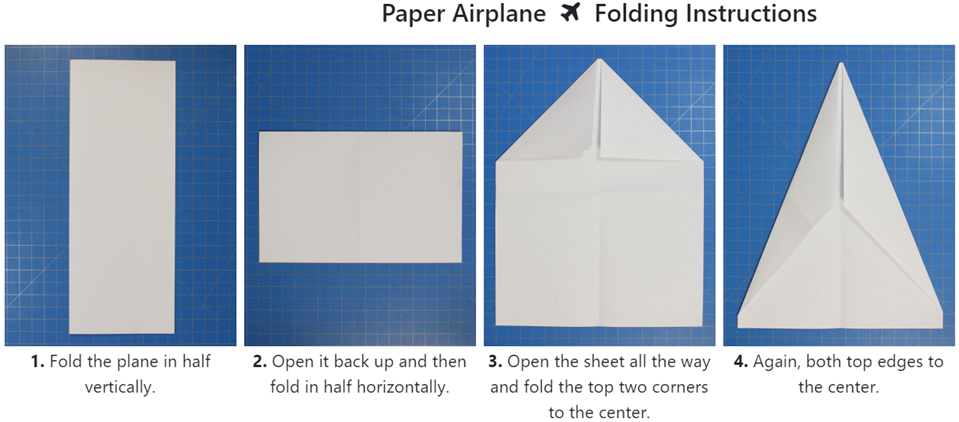 Paper Airplane ✈ Folding Instructions
1. Fold the plane in half
vertically.
2. Open it back up and then
fold in half horizontally.
3. Open the sheet all the way
and fold the top two corners
to the center.
4. Again, both top edges to
the center.